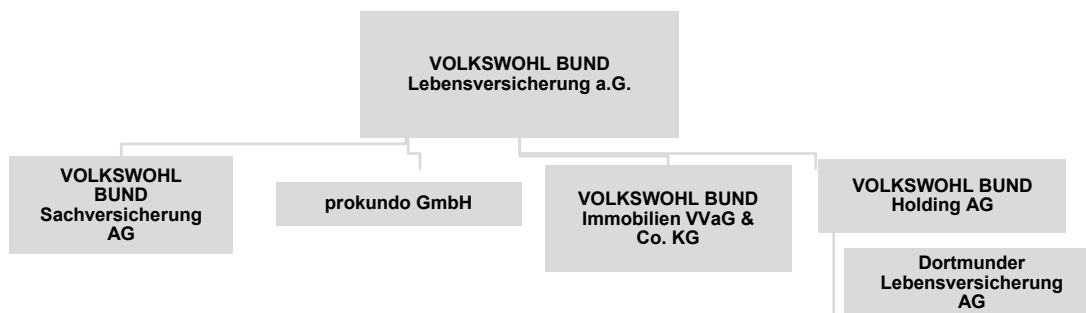 VOLKSWOHL BUND
Lebensversicherung a.G.
VOLKSWOHL
BUND
Sachversicherung
AG
prokundo GmbH
VOLKSWOHL BUND
Immobilien VVaG &
Co. KG
VOLKSWOHL BUND
Holding AG
Dortmunder
Lebensversicherung
AG